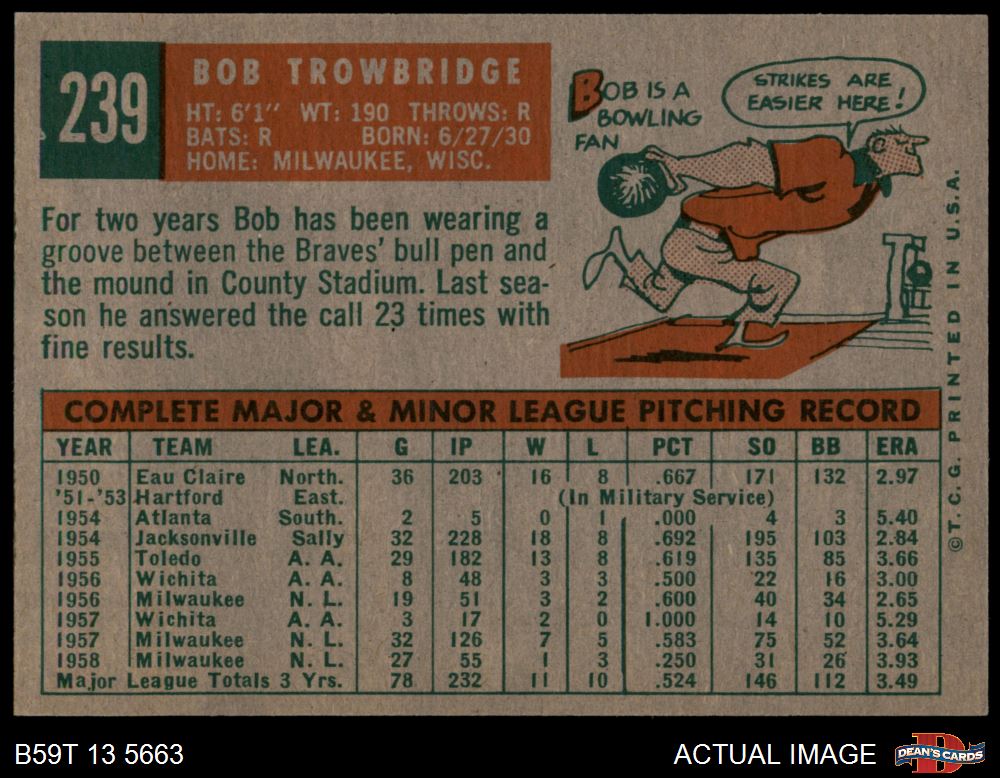 239
BOB TROWBRIDGE
HT: 6'1" WT: 190 THROWS: R
BATS: R BORN: 6/27/30
HOME: MILWAUKEE, WISC.
BOB IS A
BOWLING
FAN
STRIKES ARE
EASIER HERE!
For two years Bob has been wearing a
groove between the Braves' bull pen and
the mound in County Stadium. Last sea-
son he answered the call 23 times with
fine results.
COMPLETE MAJOR & MINOR LEAGUE PITCHING RECORD
YEAR TEAM LEA. G IP W L PCT SO BB ERA
1950 Eau Claire North. 36 203 16 8 .667 171 132 2.97
'51-'53 Hartford East. (In Military Service)
1954 Atlanta South. 2 5 0 1 .000 4 3 5.40
1954 Jacksonville Sally 32 228 18 8 .692 195 103 2.84
1955 Toledo A. A. 29 182 13 8 .619 135 85 3.66
1956 Wichita A. A. 8 48 3 3 .500 22 16 3.00
1956 Milwaukee N. L. 19 51 3 2 .600 40 34 2.65
1957 Wichita A. A. 3 17 2 0 1.000 14 10 5.29
1957 Milwaukee N. L. 32 126 7 5 .583 75 52 3.64
1958 Milwaukee N. L. 27 55 1 3 .250 31 26 3.93
Major League Totals 3 Yrs. 78 232 11 10 .524 146 112 3.49
© T. C. G. PRINTED IN U.S.A.
B59T 13 5663
ACTUAL IMAGE
DEAN'S CARDS